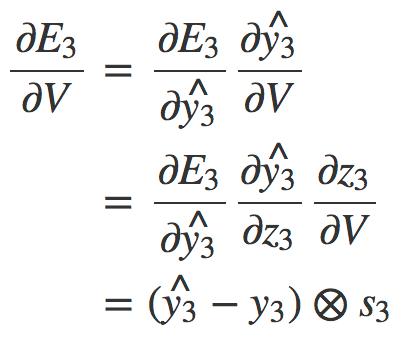 ∂E₃/∂V = ∂E₃/∂ŷ₃ ∂ŷ₃/∂V
= ∂E₃/∂ŷ₃ ∂ŷ₃/∂z₃ ∂z₃/∂V
= (ŷ₃ − y₃) ⊗ s₃